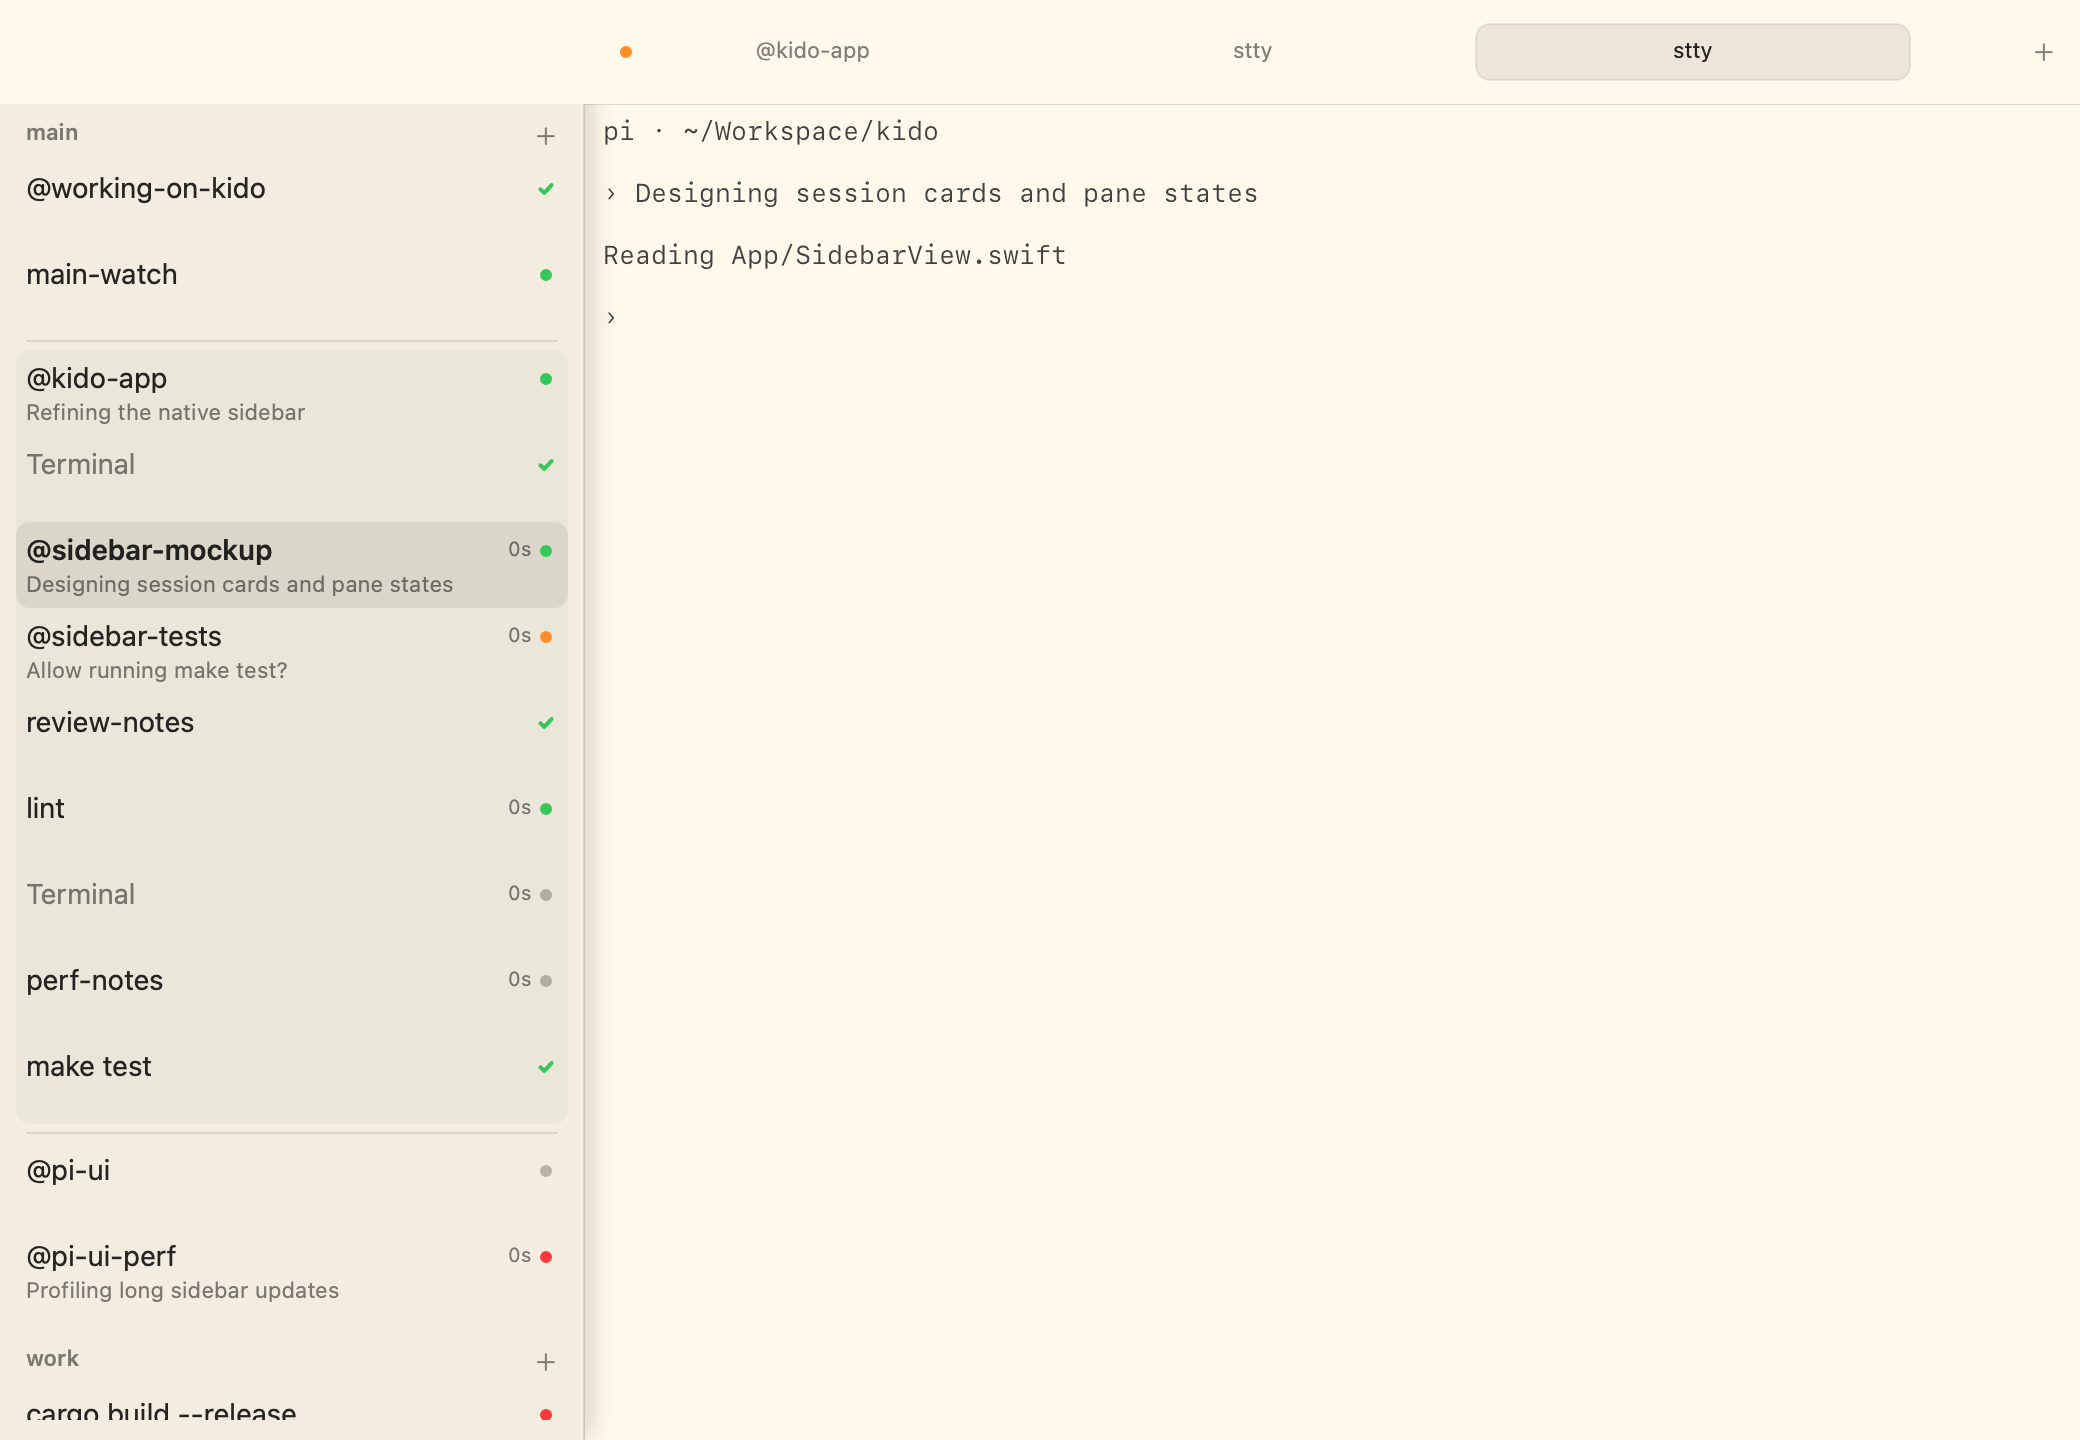 @kido-app
stty
stty
main
@working-on-kido
main-watch
@kido-app
Refining the native sidebar
Terminal
@sidebar-mockup 0s
Designing session cards and pane states
@sidebar-tests 0s
Allow running make test?
review-notes
lint 0s
Terminal 0s
perf-notes 0s
make test
@pi-ui
@pi-ui-perf 0s
Profiling long sidebar updates
work
cargo build --release
pi · ~/Workspace/kido
› Designing session cards and pane states
Reading App/SidebarView.swift
›